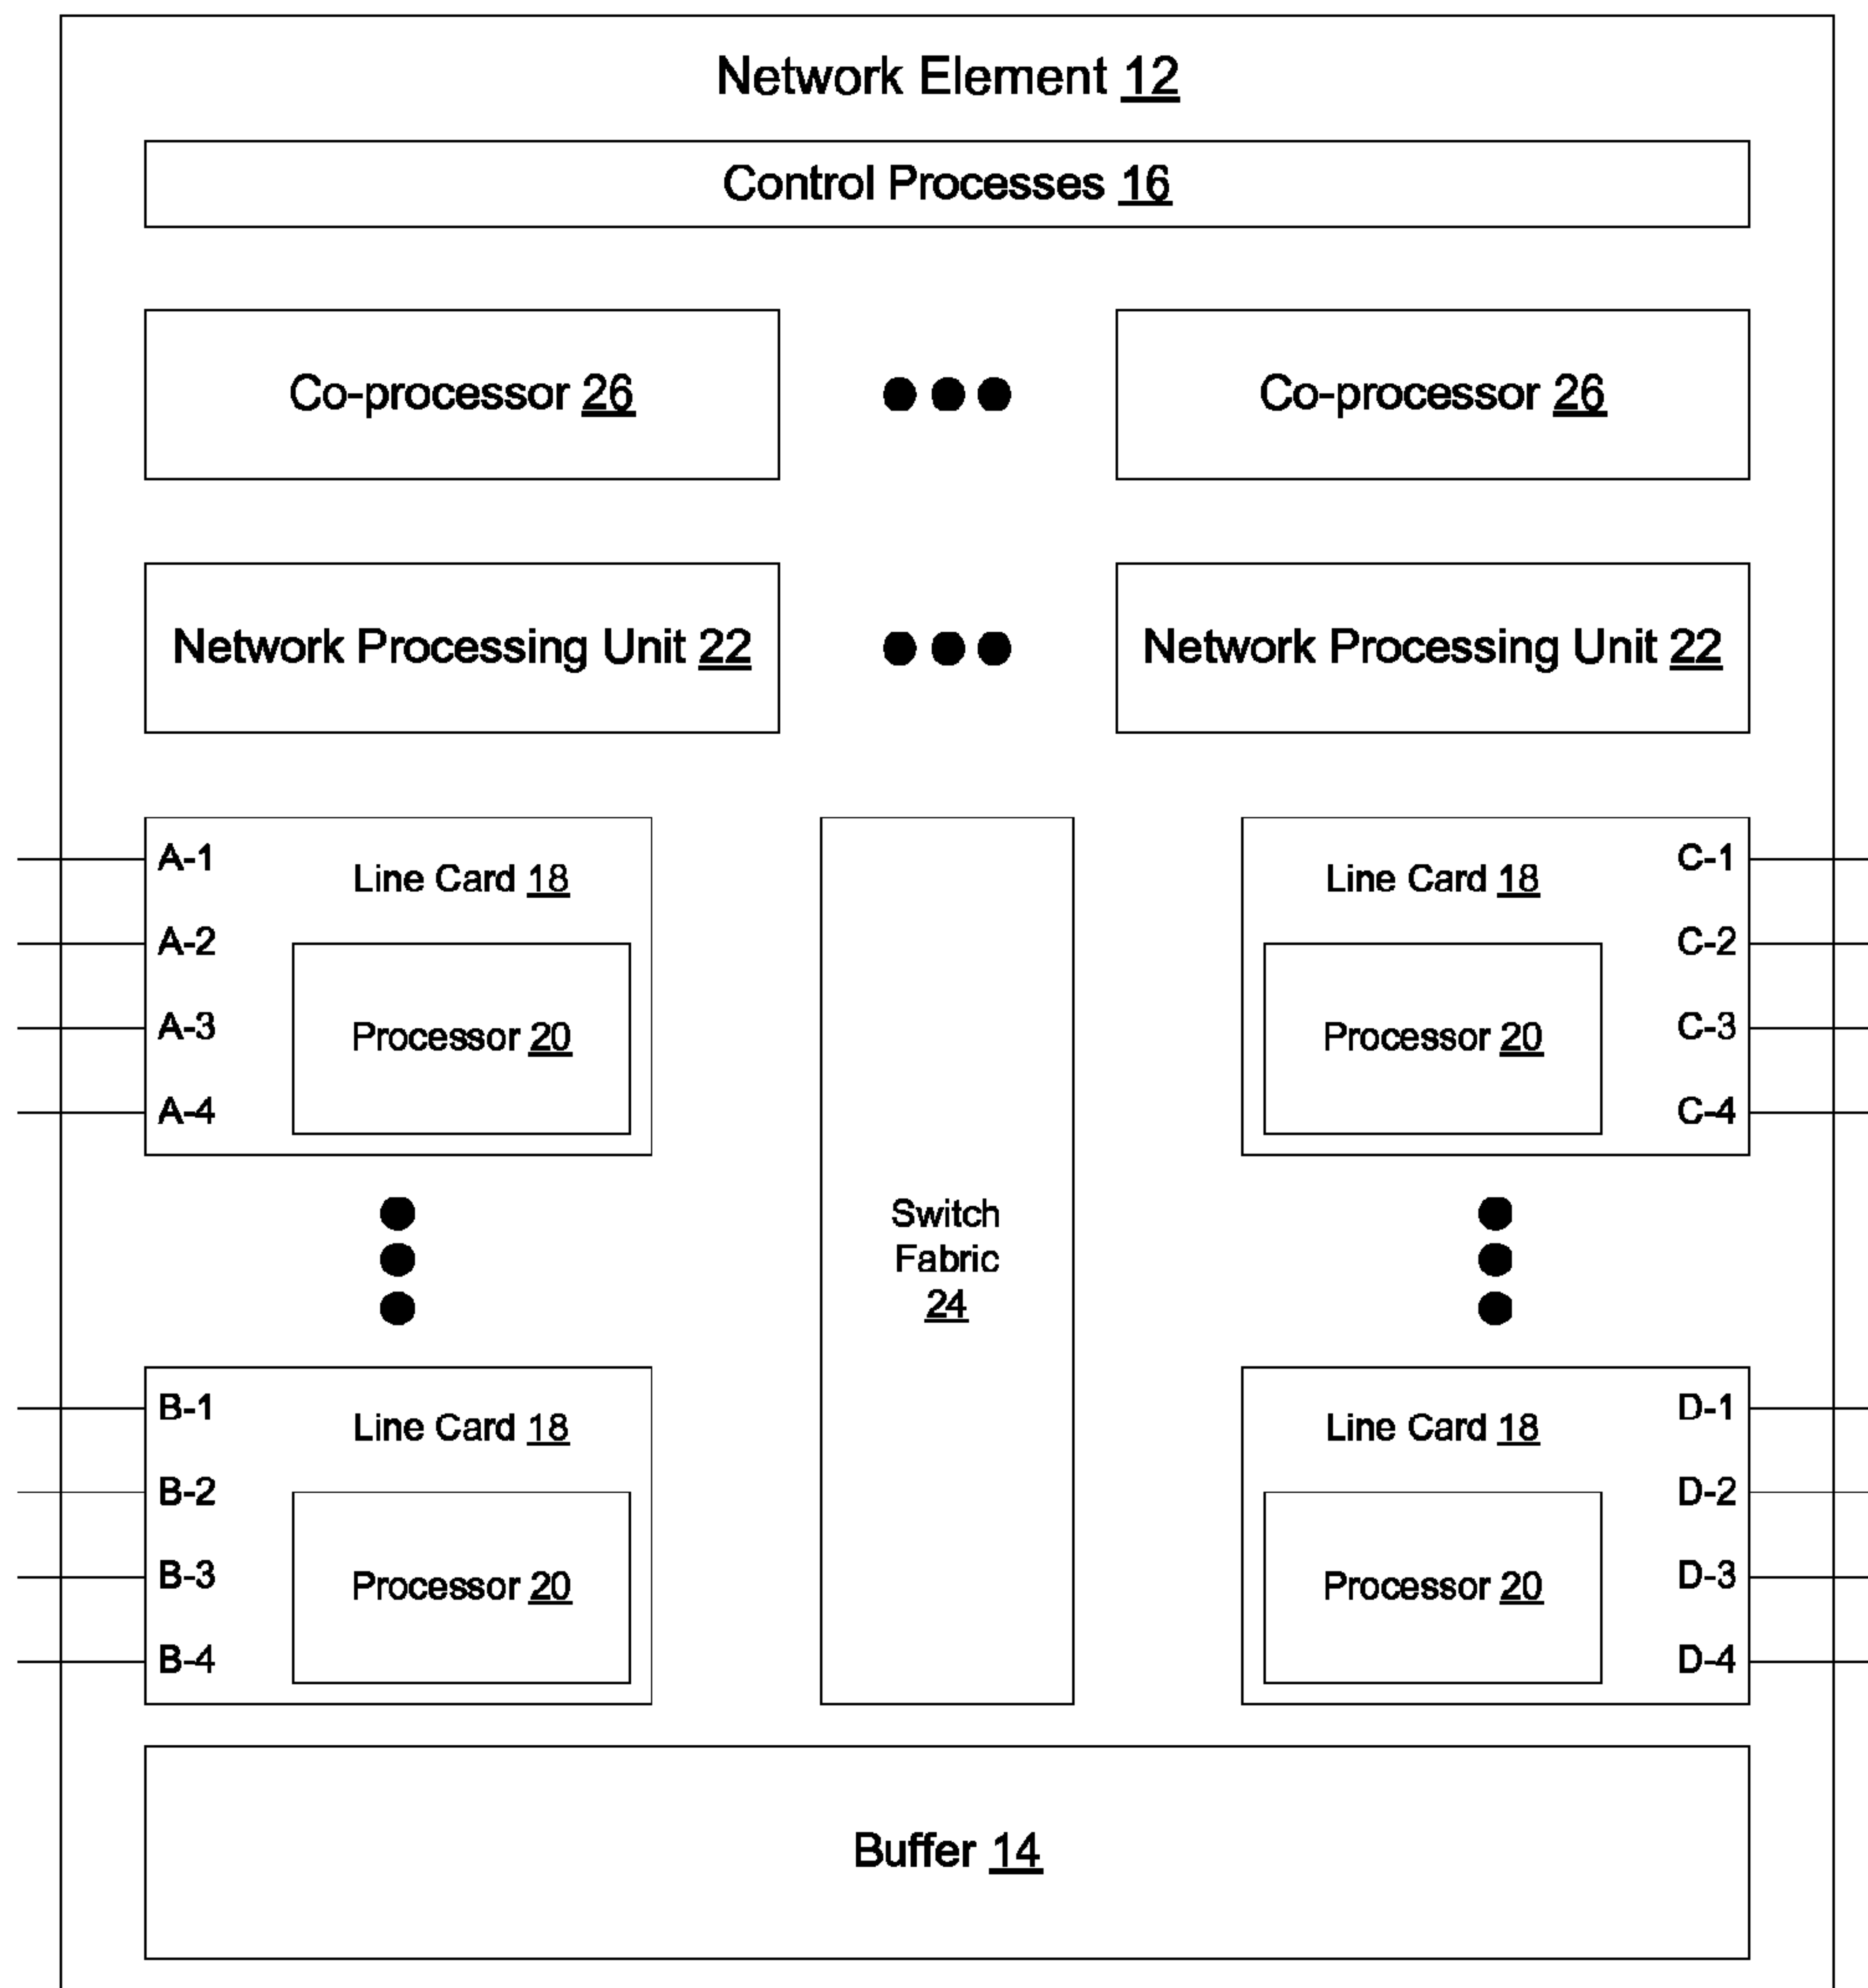 Network Element 12
Control Processes 16
Co-processor 26
Co-processor 26
Network Processing Unit 22
Network Processing Unit 22
A-1
Line Card 18
A-2
A-3
Processor 20
A-4
Line Card 18
C-1
C-2
Processor 20
C-3
C-4
Switch
Fabric
24
B-1
Line Card 18
B-2
B-3
Processor 20
B-4
Line Card 18
D-1
D-2
Processor 20
D-3
D-4
Buffer 14